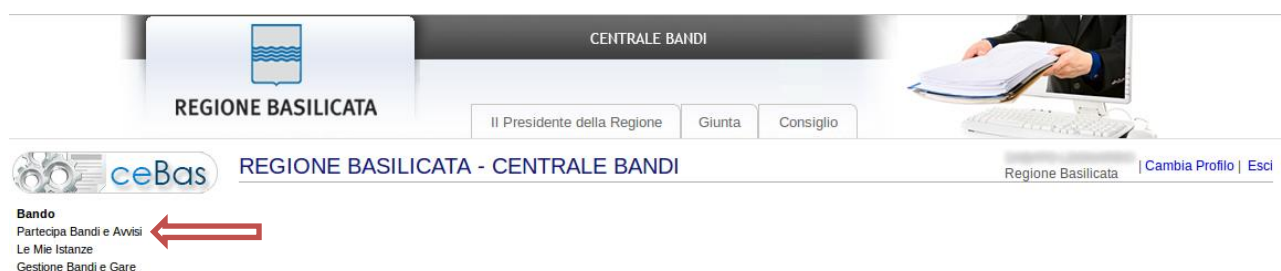 CENTRALE BANDI
REGIONE BASILICATA
Il Presidente della Regione
Giunta
Consiglio
ceBas
REGIONE BASILICATA - CENTRALE BANDI
Regione Basilicata
| Cambia Profilo | Esci
Bando
Partecipa Bandi e Avvisi
Le Mie Istanze
Gestione Bandi e Gare